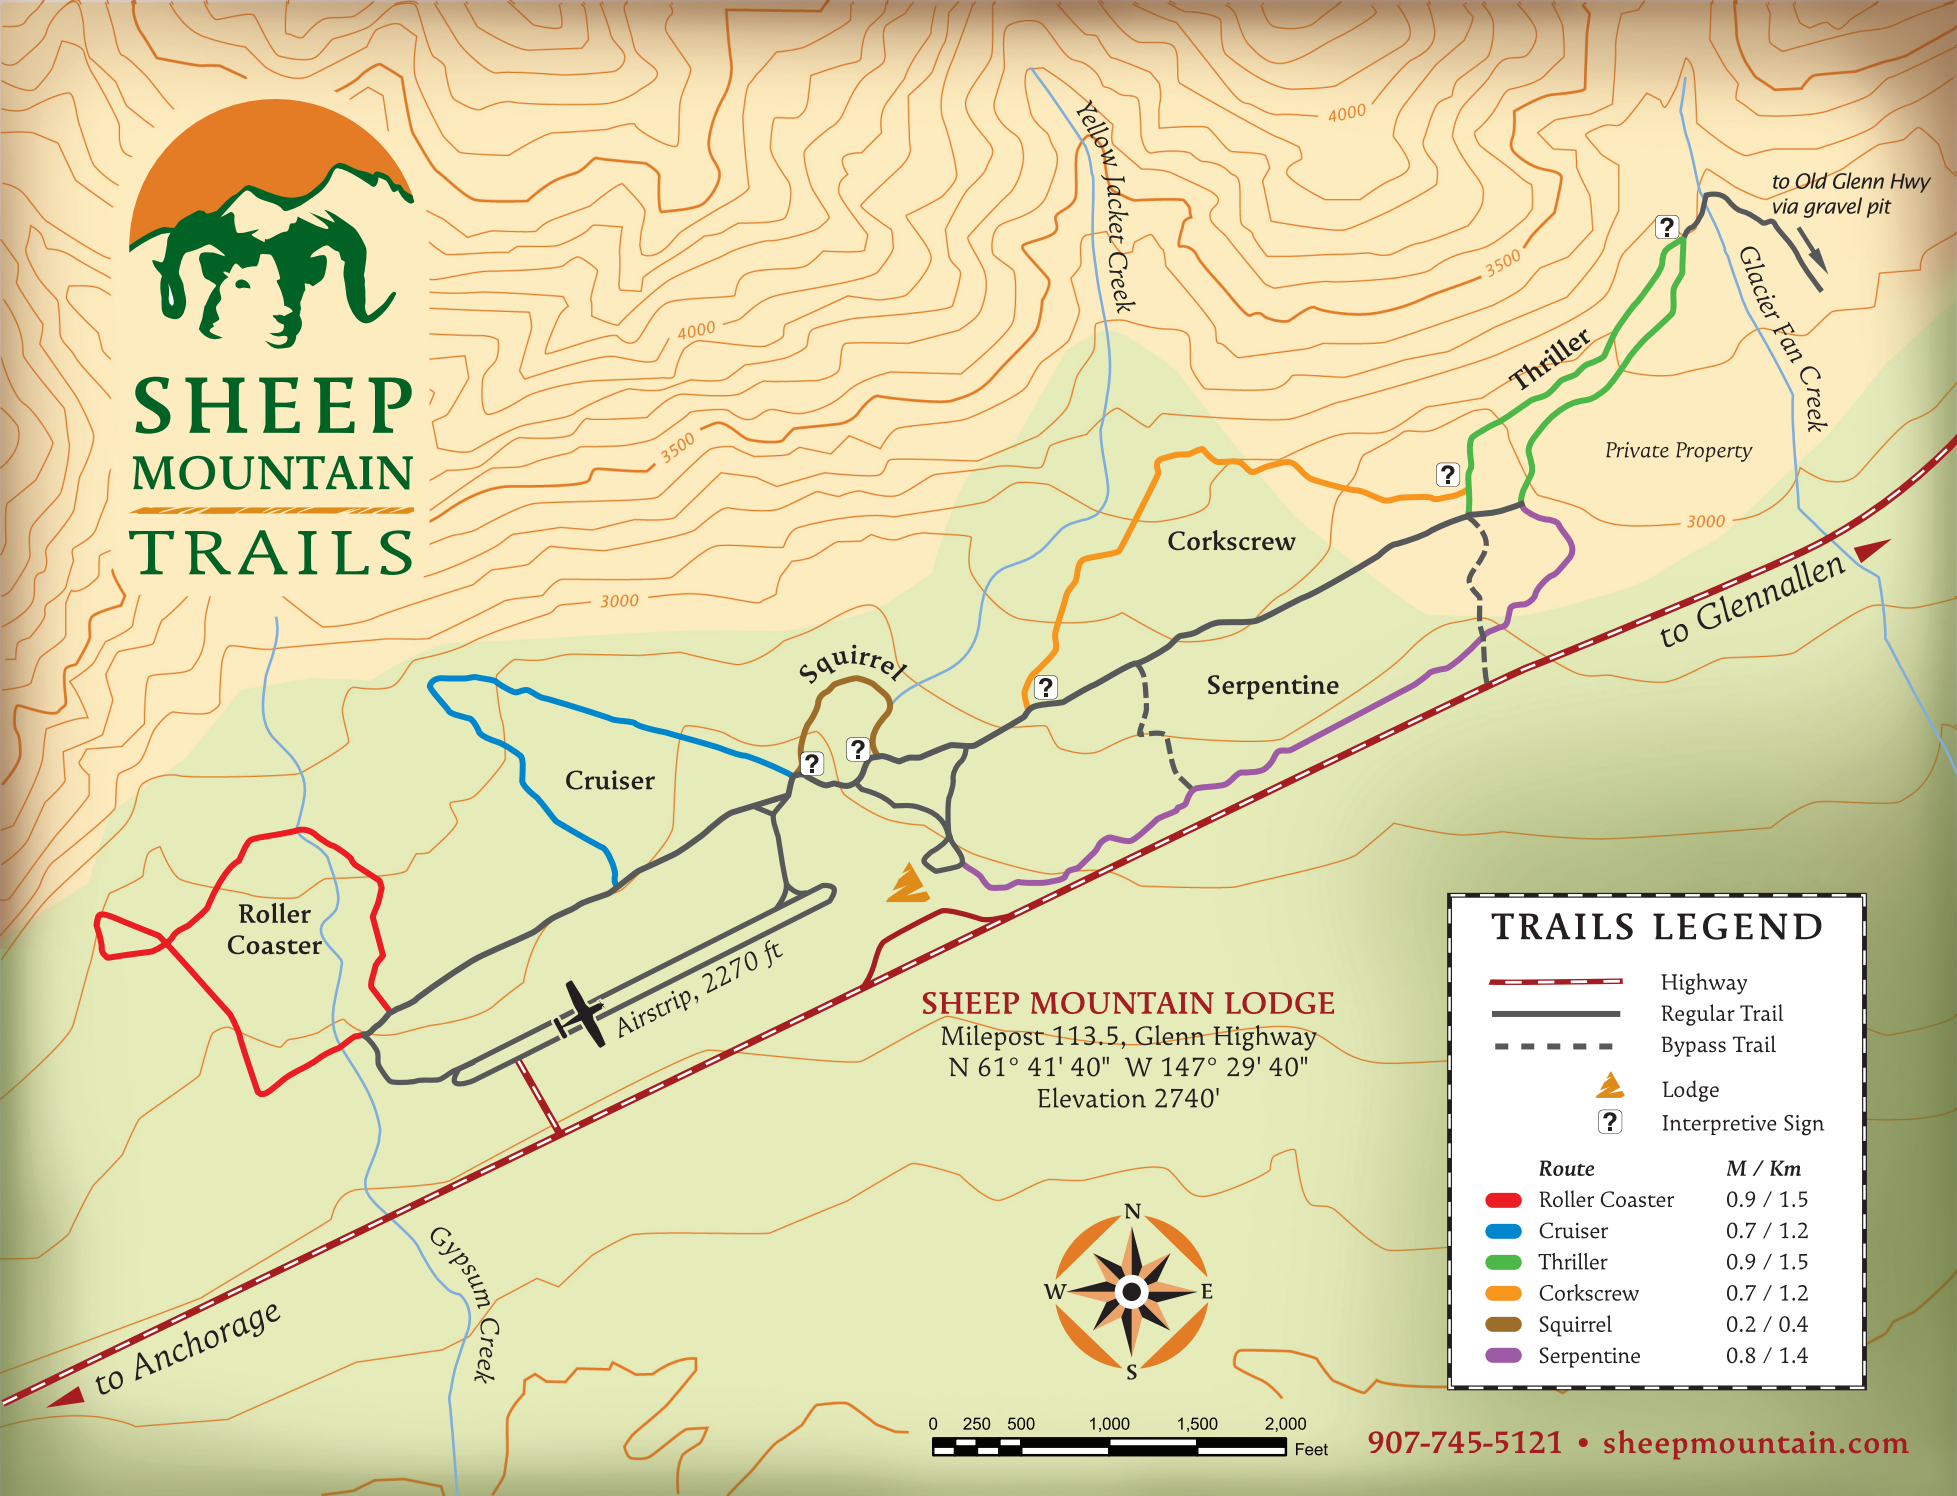 SHEEP
MOUNTAIN
TRAILS
4000
3500
3000
4000
3500
3000
Yellow Jacket Creek
to Old Glenn Hwy
via gravel pit
Glacier Fan Creek
Thriller
Private Property
Corkscrew
Squirrel
Serpentine
to Glennallen
Cruiser
Roller
Coaster
Airstrip, 2270 ft
?
?
?
?
?
SHEEP MOUNTAIN LODGE
Milepost 113.5, Glenn Highway
N 61° 41' 40" W 147° 29' 40"
Elevation 2740'
Gypsum Creek
to Anchorage
N
W
E
S
0 250 500 1,000 1,500 2,000
Feet
TRAILS LEGEND
Highway
Regular Trail
Bypass Trail
Lodge
? Interpretive Sign
Route M / Km
Roller Coaster 0.9 / 1.5
Cruiser 0.7 / 1.2
Thriller 0.9 / 1.5
Corkscrew 0.7 / 1.2
Squirrel 0.2 / 0.4
Serpentine 0.8 / 1.4
907-745-5121 • sheepmountain.com